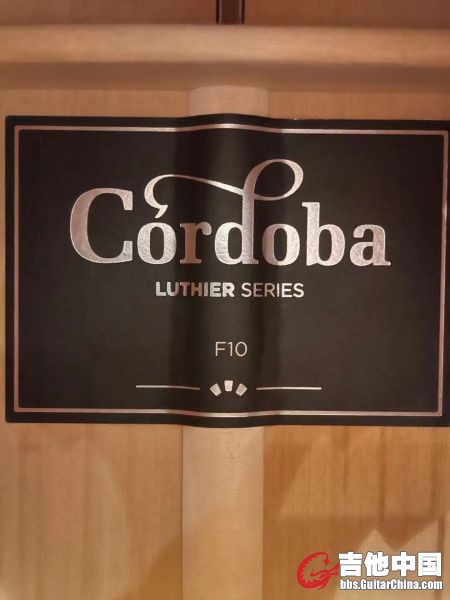 Córdoba
LUTHIER SERIES
F10
吉他中国
bbs.GuitarChina.com